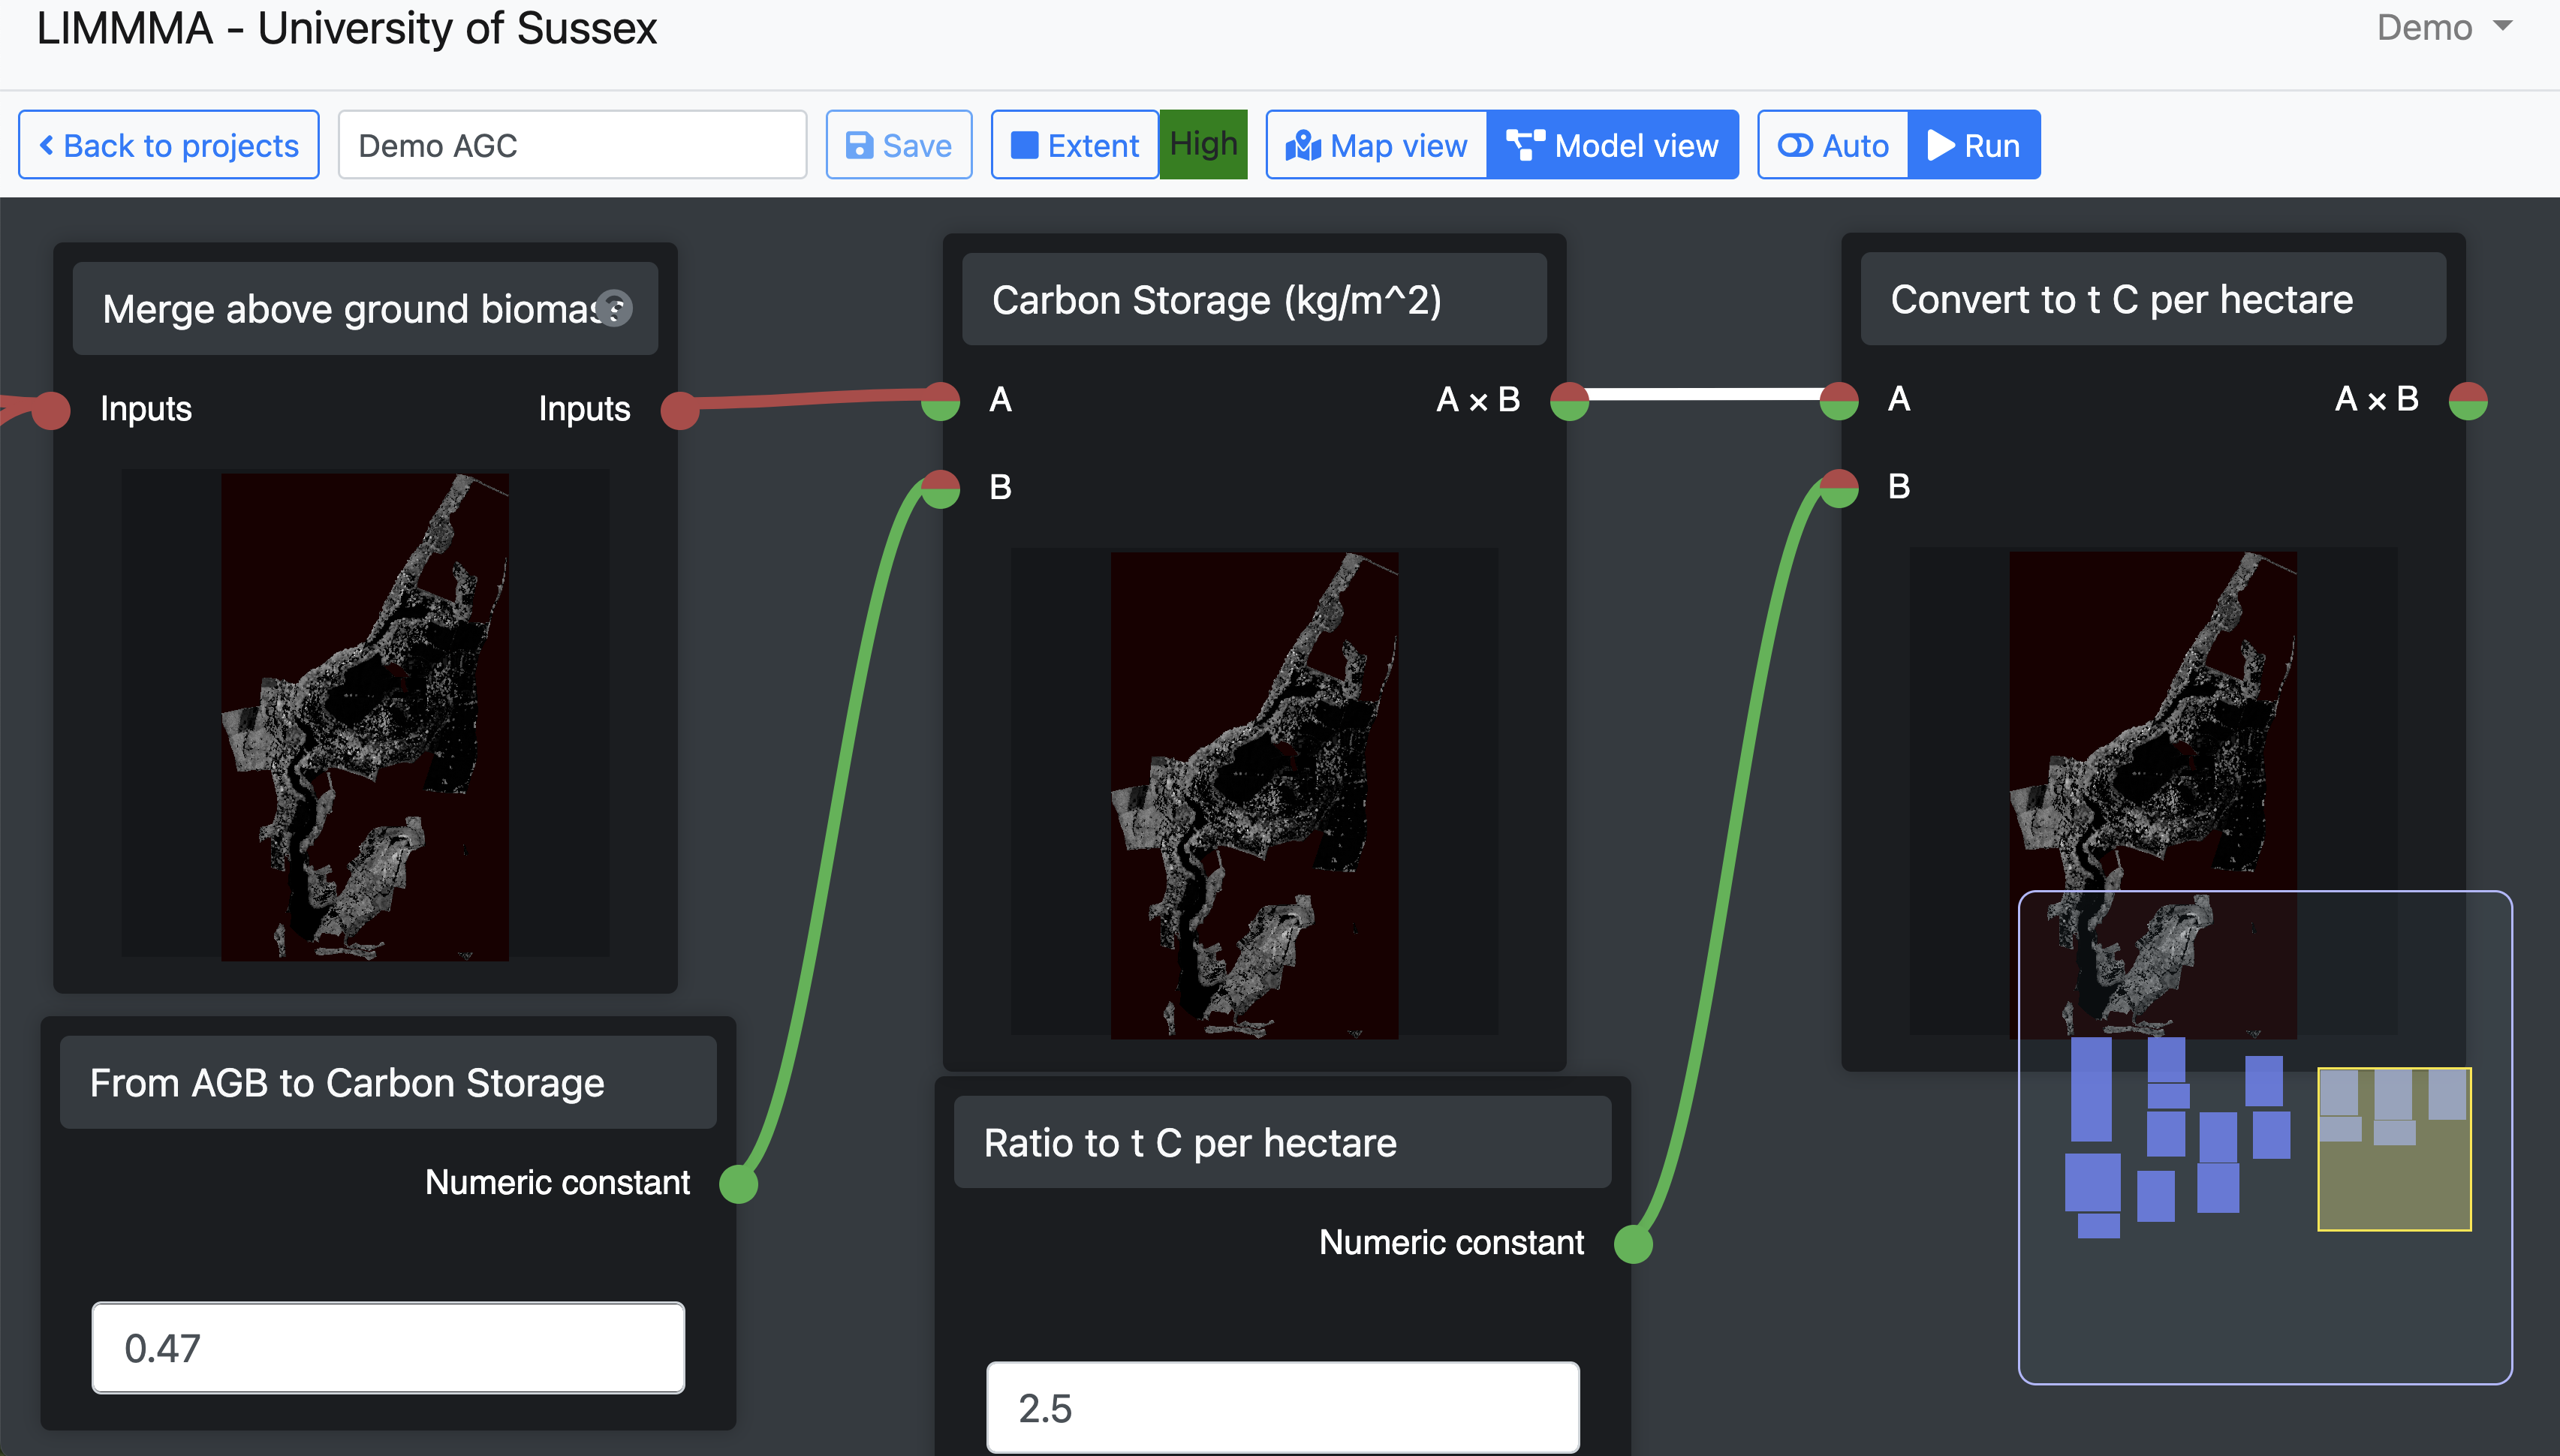 LIMMMA - University of Sussex
Demo
Back to projects
Demo AGC
Save
Extent
High
Map view
Model view
Auto
Run
Merge above ground biomass
Inputs
Inputs
Carbon Storage (kg/m^2)
A
A × B
B
Convert to t C per hectare
A
A × B
B
From AGB to Carbon Storage
Numeric constant
0.47
Ratio to t C per hectare
Numeric constant
2.5